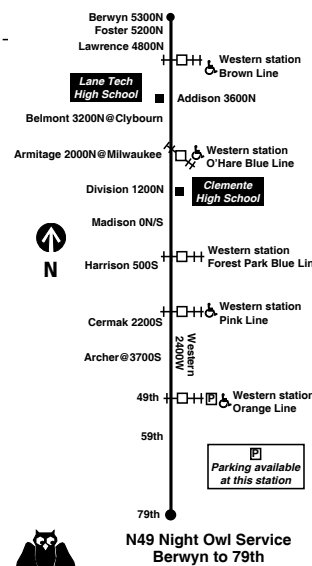 Berwyn 5300N
Foster 5200N
-
Lawrence 4800N
Western station
Brown Line
Lane Tech
High School
Addison 3600N
Belmont 3200N@Clybourn
Armitage 2000N@Milwaukee
Western station
O'Hare Blue Line
Division 1200N
Clemente
High School
Madison 0N/S
N
Western station
Forest Park Blue Lin
Harrison 500S
Western station
Pink Line
Cermak 2200S
Western
2400W
Archer@3700S
49th
P
Western station
Orange Line
59th
P
Parking available
at this station
79th
N49 Night Owl Service
Berwyn to 79th